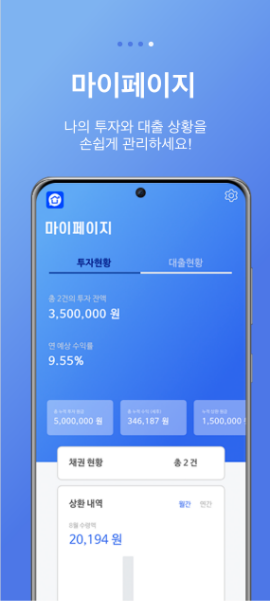 마이페이지
나의 투자와 대출 상황을
손쉽게 관리하세요!
마이페이지
투자현황
대출현황
총 2건의 투자 잔액
3,500,000 원
연 예상 수익률
9.55%
5,000,000 원
346,187 원
1,500,000
채권 현황
총 2 건
상환 내역
월간
연간
20,194 원